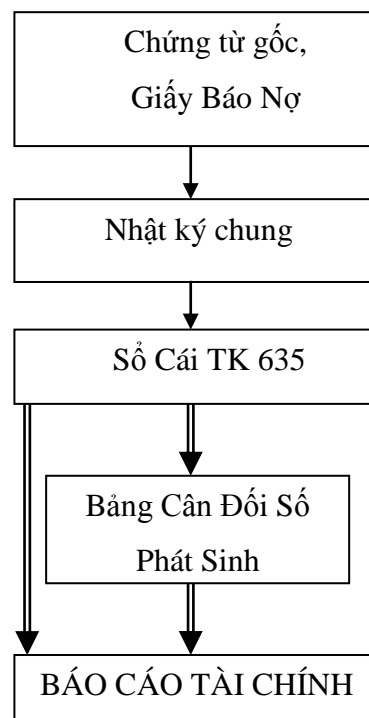 Chứng từ gốc,
Giấy Báo Nợ
Nhật ký chung
Sổ Cái TK 635
Bảng Cân Đối Số
Phát Sinh
BÁO CÁO TÀI CHÍNH